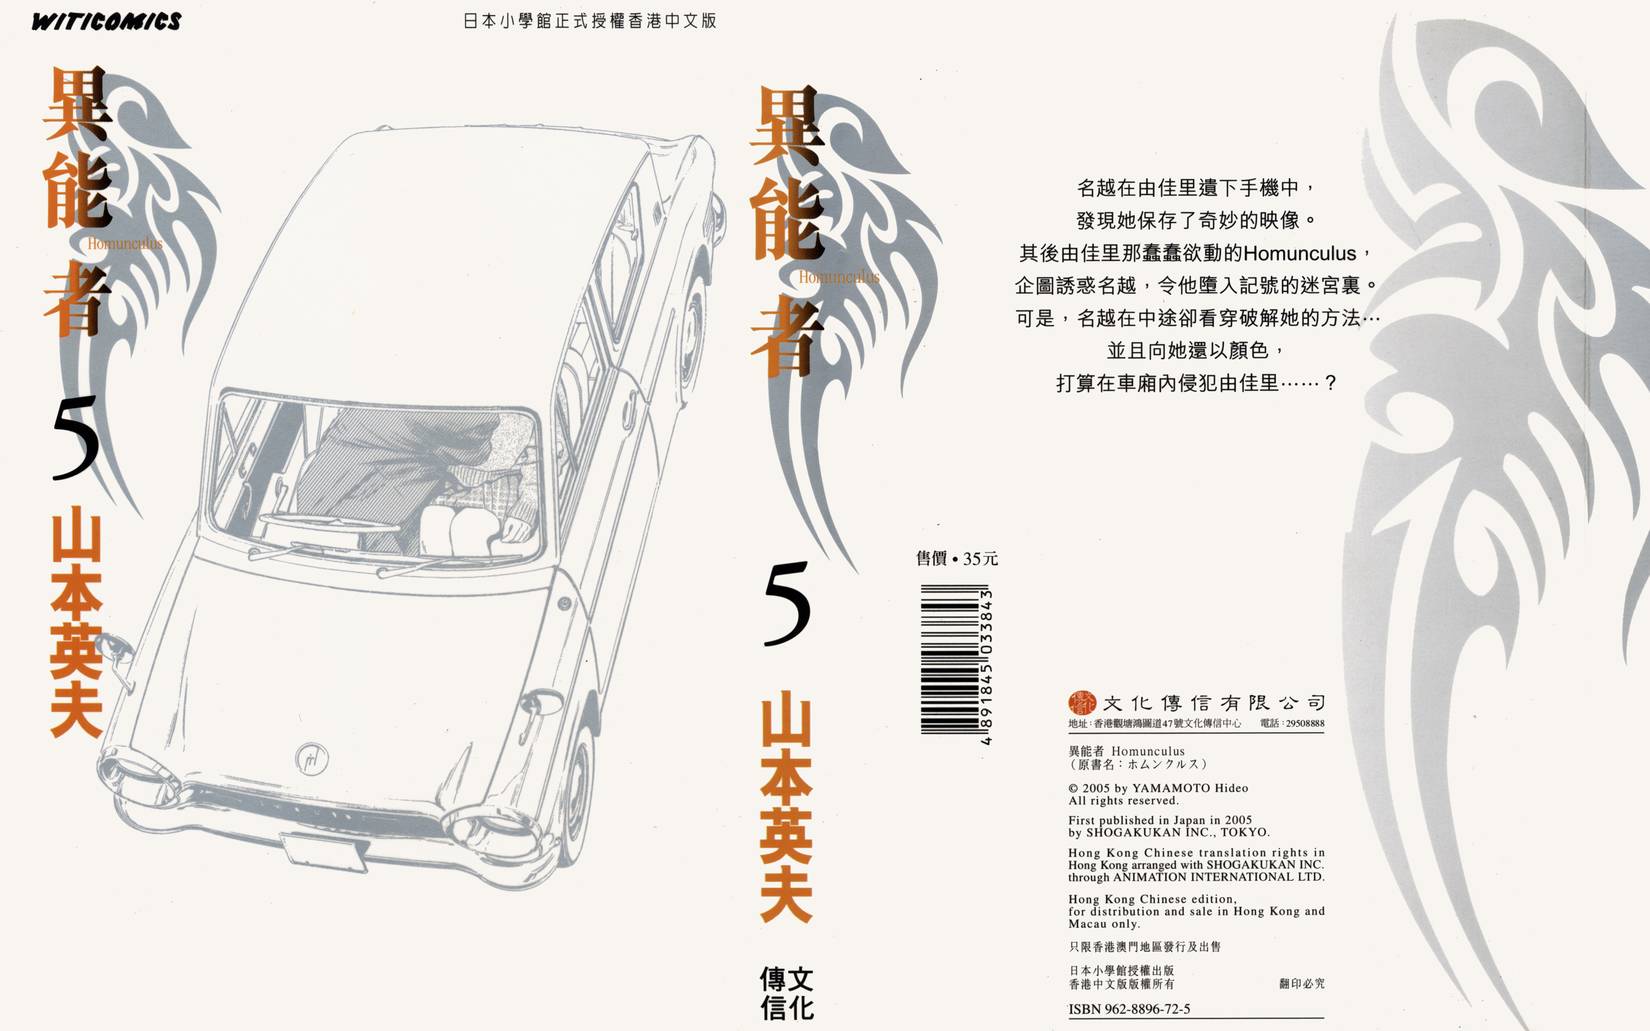 WITICOMICS
日本小學館正式授權香港中文版
異能者
Homunculus
5
山本英夫
異能者
Homunculus
5
山本英夫
文化傳信
名越在由佳里遺下手機中，
發現她保存了奇妙的映像。
其後由佳里那蠢蠢欲動的Homunculus，
企圖誘惑名越，令他墮入記號的迷宮裏。
可是，名越在中途卻看穿破解她的方法…
並且向她還以顏色，
打算在車廂內侵犯由佳里……？
售價•35元
4 891845 033843
文化傳信有限公司
地址：香港觀塘鴻圖道47號文化傳信中心 電話：29508888
異能者 Homunculus
（原書名：ホムンクルス）
© 2005 by YAMAMOTO Hideo
All rights reserved.
First published in Japan in 2005
by SHOGAKUKAN INC., TOKYO.
Hong Kong Chinese translation rights in
Hong Kong arranged with SHOGAKUKAN INC.
through ANIMATION INTERNATIONAL LTD.
Hong Kong Chinese edition,
for distribution and sale in Hong Kong and
Macau only.
只限香港澳門地區發行及出售
日本小學館授權出版
香港中文版版權所有 翻印必究
ISBN 962-8896-72-5